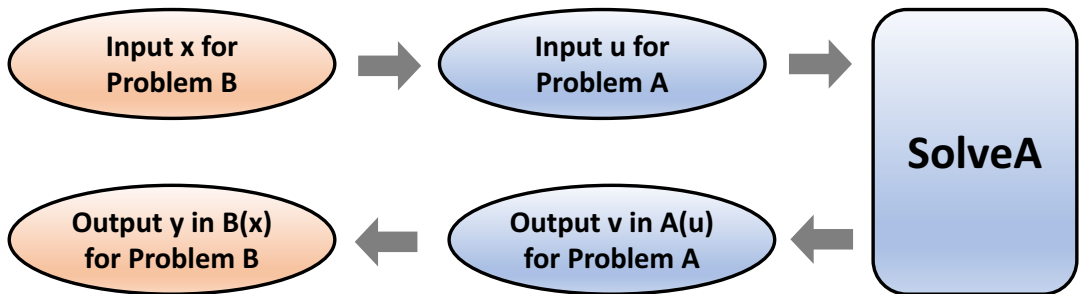 Input x for
Problem B
Input u for
Problem A
SolveA
Output y in B(x)
for Problem B
Output v in A(u)
for Problem A